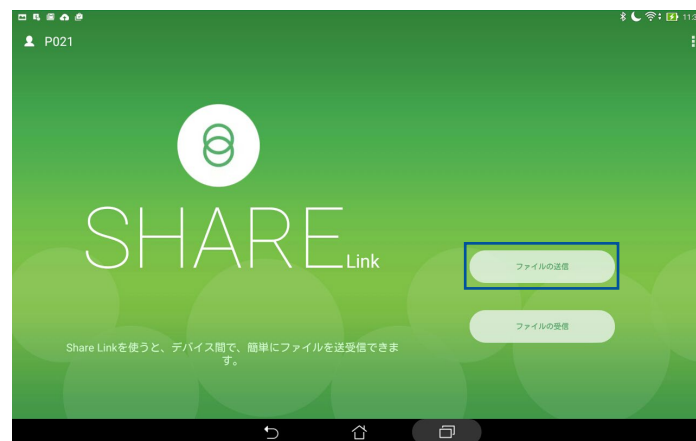 P021
SHARE Link
ファイルの送信
ファイルの受信
Share Linkを使うと、デバイス間で、簡単にファイルを送受信できま
す。